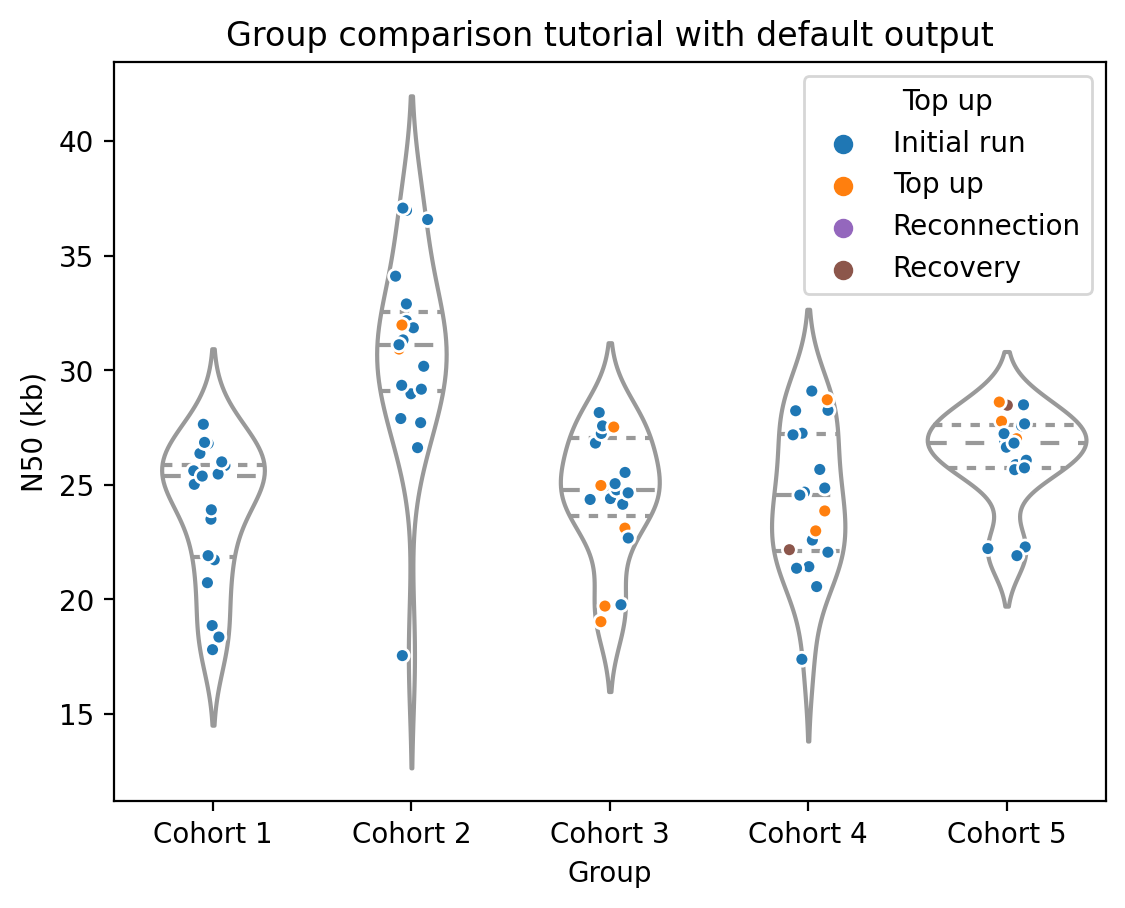 Group comparison tutorial with default output
Top up
Initial run
Top up
Reconnection
Recovery
N50 (kb)
40
35
30
25
20
15
Cohort 1
Cohort 2
Cohort 3
Cohort 4
Cohort 5
Group